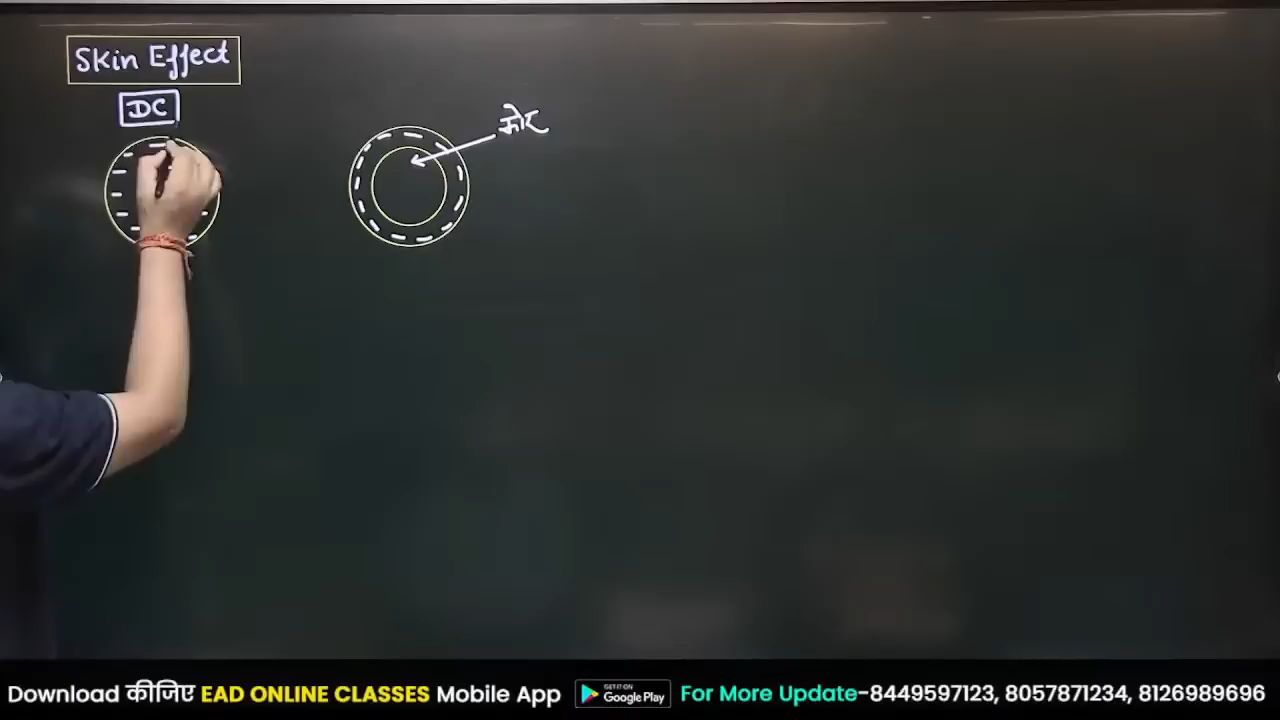 Skin Effect
DC
कोर
Download कीजिए EAD ONLINE CLASSES Mobile App
GET IT ON
Google Play
For More Update-8449597123, 8057871234, 8126989696